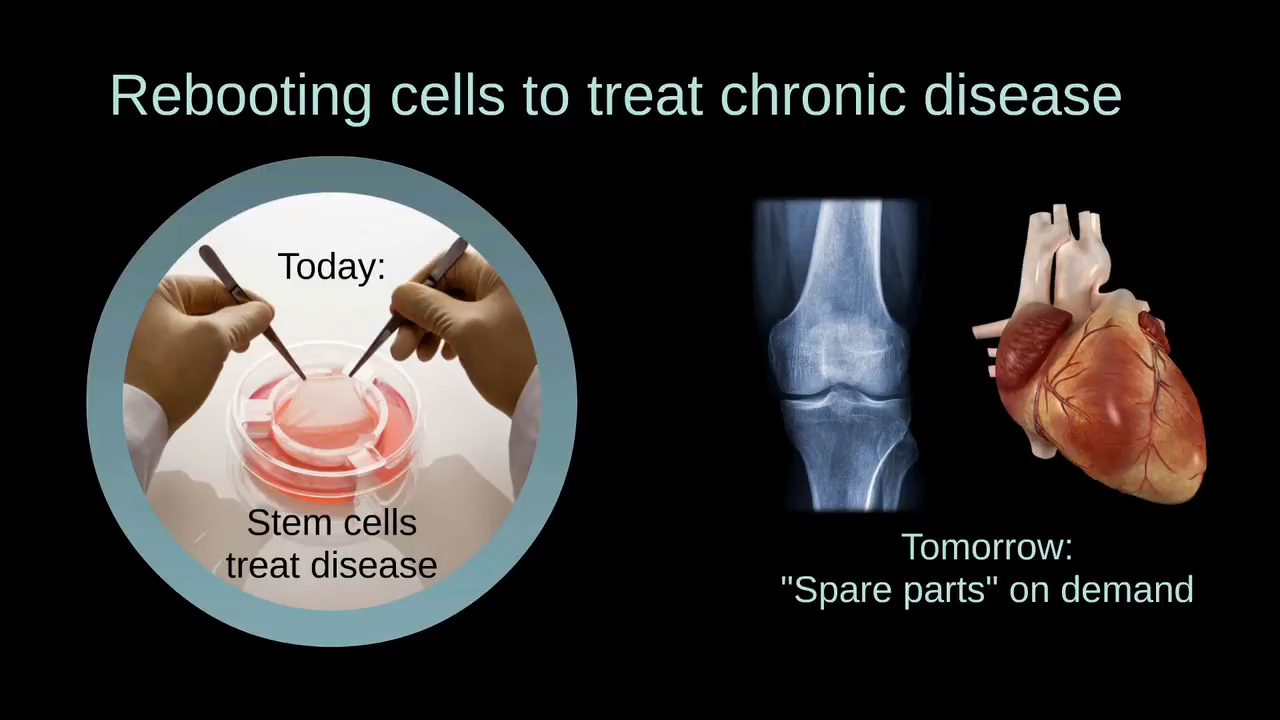 Rebooting cells to treat chronic disease
Today:
Stem cells
treat disease
Tomorrow:
"Spare parts" on demand